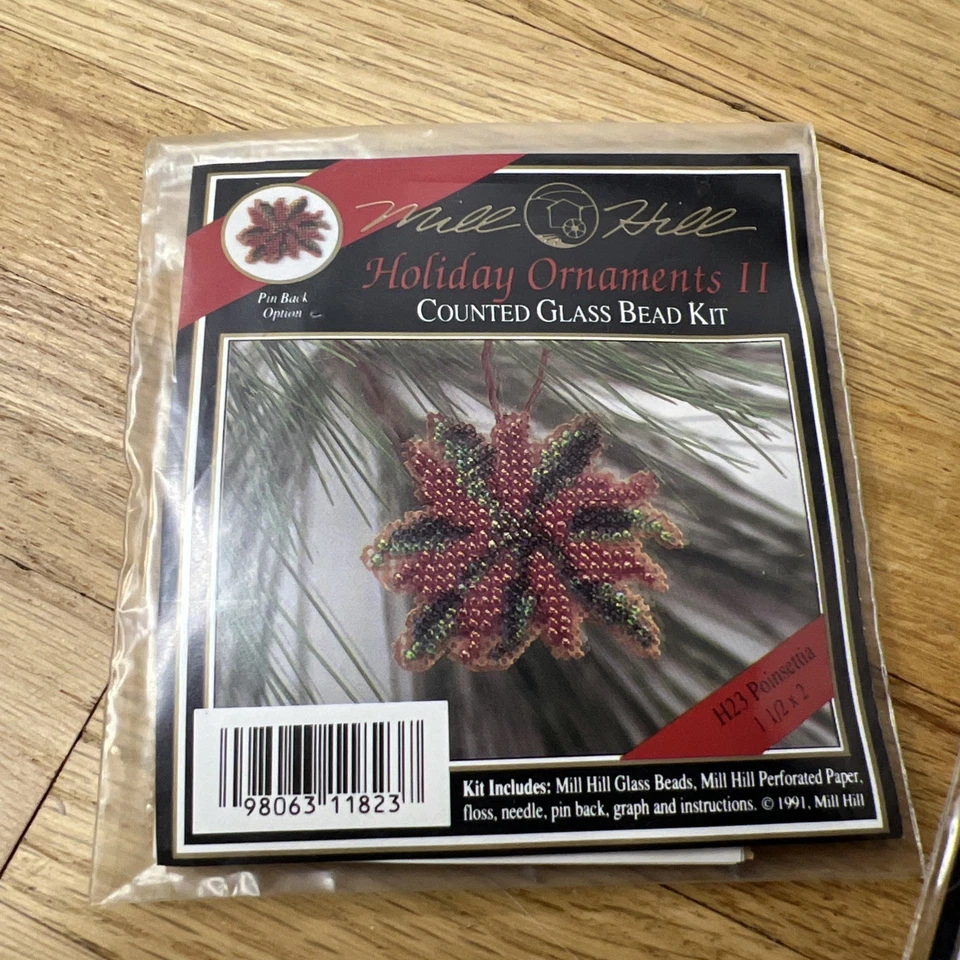 Mill Hill
Holiday Ornaments II
COUNTED GLASS BEAD KIT
Pin Back
Option
H23 Poinsettia
1 1/2 x 2
98063 11823
Kit Includes: Mill Hill Glass Beads, Mill Hill Perforated Paper,
floss, needle, pin back, graph and instructions. © 1991, Mill Hill